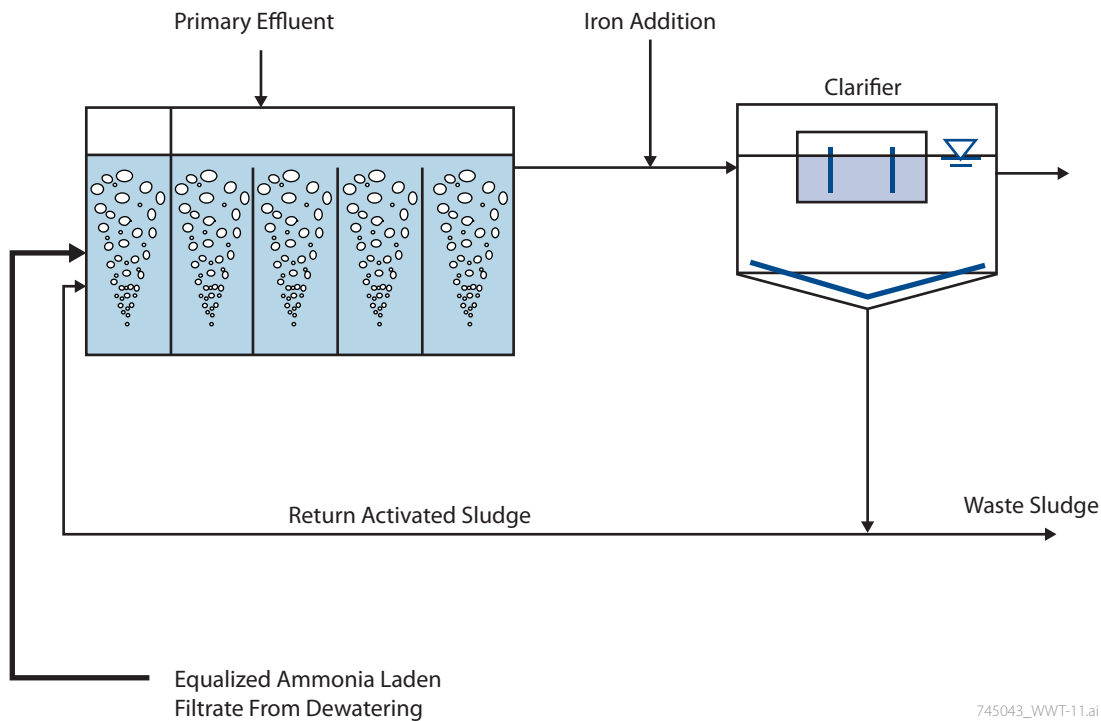 Primary Effluent
Iron Addition
Clarifier
Return Activated Sludge
Waste Sludge
Equalized Ammonia Laden
Filtrate From Dewatering
745043_WWT-11.ai